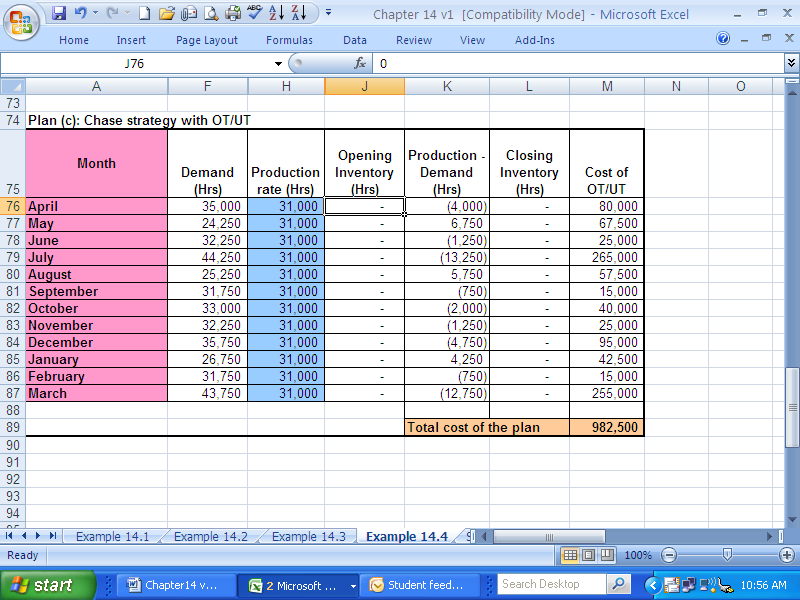 Chapter 14 v1 [Compatibility Mode] - Microsoft Excel
Home Insert Page Layout Formulas Data Review View Add-Ins
J76 fx 0
A F H J K L M N O
73
74 Plan (c): Chase strategy with OT/UT
75 Month Demand (Hrs) Production rate (Hrs) Opening Inventory (Hrs) Production - Demand (Hrs) Closing Inventory (Hrs) Cost of OT/UT
76 April 35,000 31,000 - (4,000) - 80,000
77 May 24,250 31,000 - 6,750 - 67,500
78 June 32,250 31,000 - (1,250) - 25,000
79 July 44,250 31,000 - (13,250) - 265,000
80 August 25,250 31,000 - 5,750 - 57,500
81 September 31,750 31,000 - (750) - 15,000
82 October 33,000 31,000 - (2,000) - 40,000
83 November 32,250 31,000 - (1,250) - 25,000
84 December 35,750 31,000 - (4,750) - 95,000
85 January 26,750 31,000 - 4,250 - 42,500
86 February 31,750 31,000 - (750) - 15,000
87 March 43,750 31,000 - (12,750) - 255,000
88
89 Total cost of the plan 982,500
90
91
92
93
94
Example 14.1 Example 14.2 Example 14.3 Example 14.4
Ready 100%
start Chapter14 v... 2 Microsoft ... Student feed... Search Desktop 10:56 AM